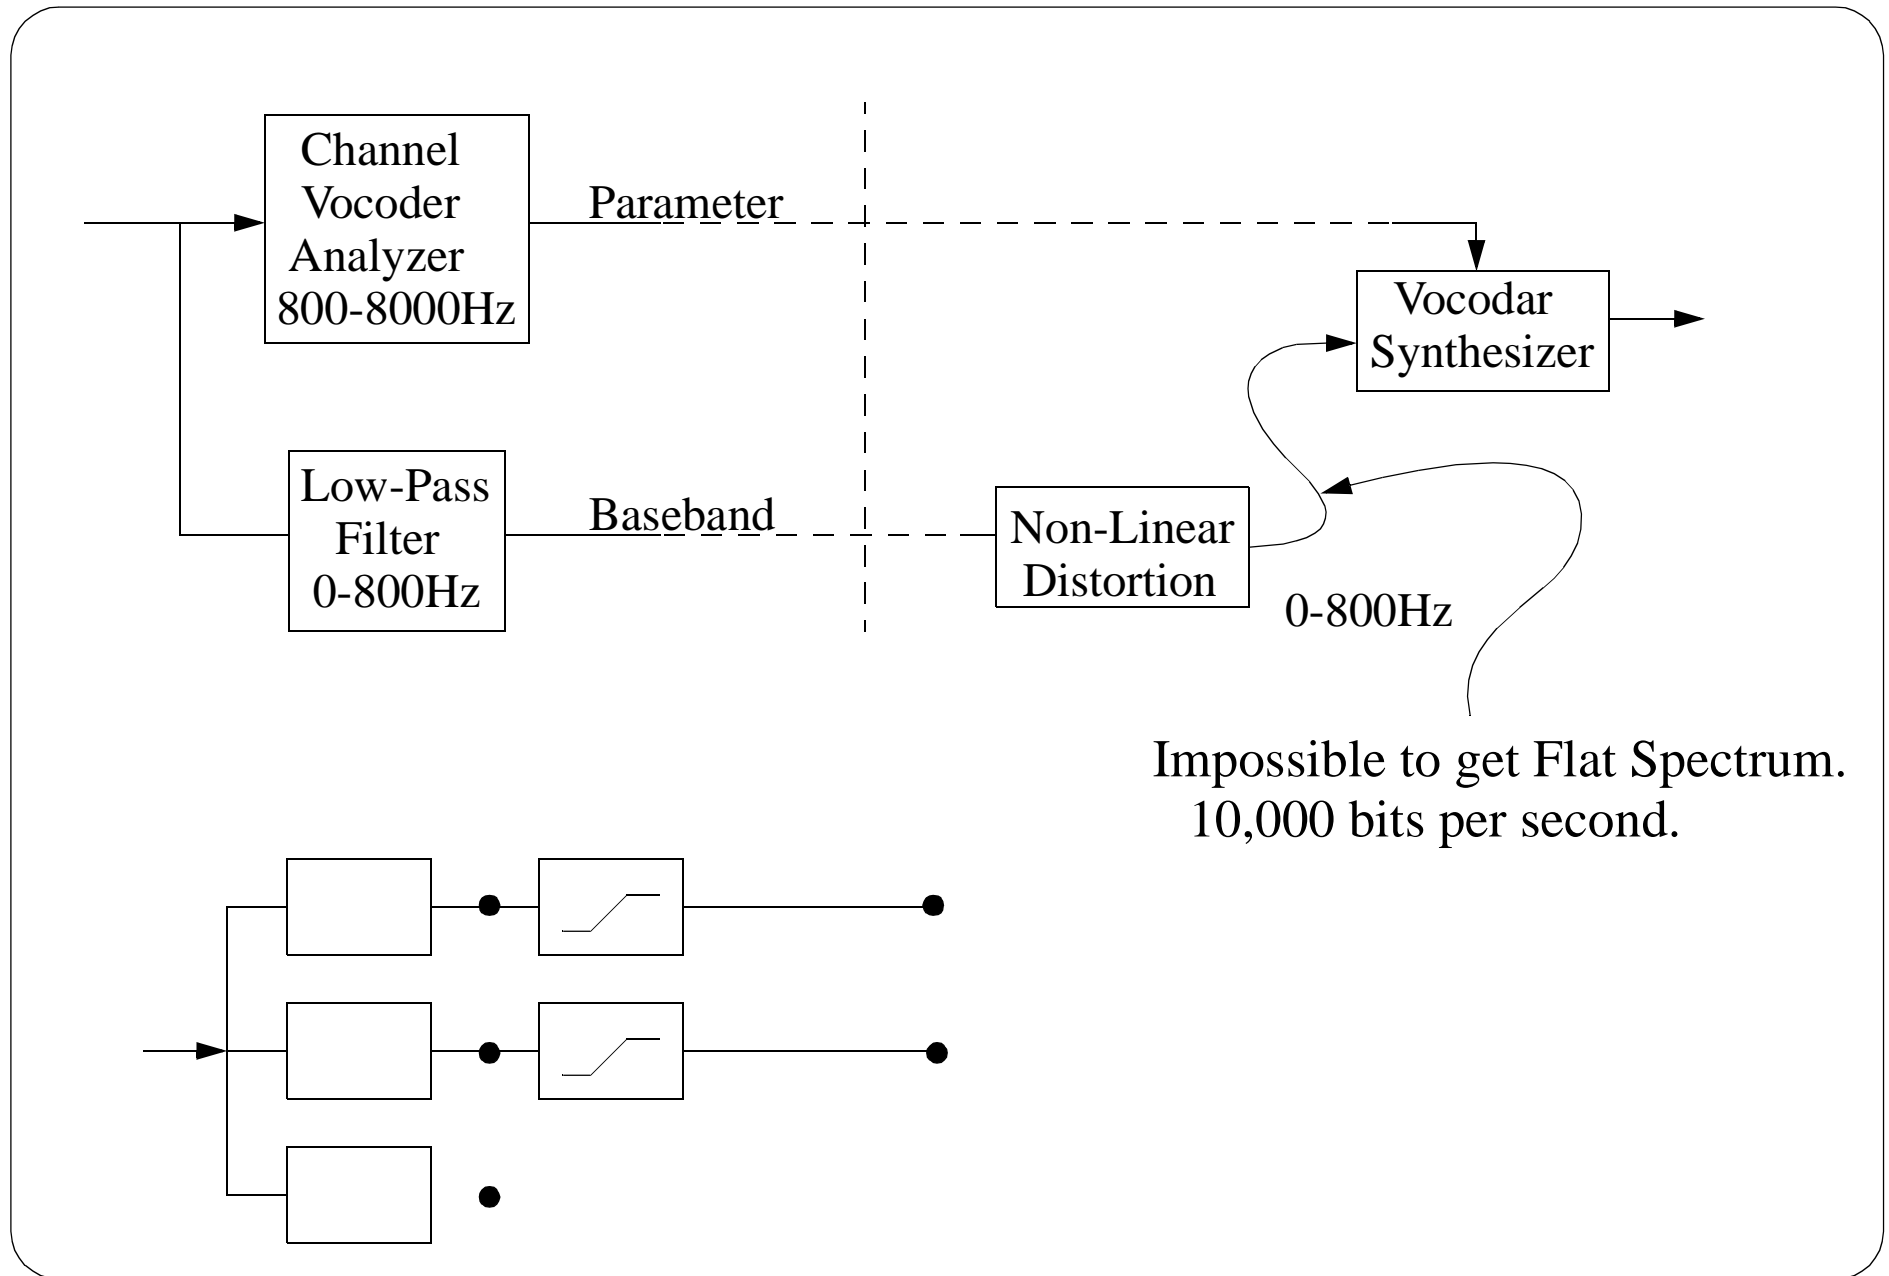 Channel
Vocoder
Analyzer
800-8000Hz
Parameter
Vocodar
Synthesizer
Low-Pass
Filter
0-800Hz
Baseband
Non-Linear
Distortion
0-800Hz
Impossible to get Flat Spectrum.
10,000 bits per second.